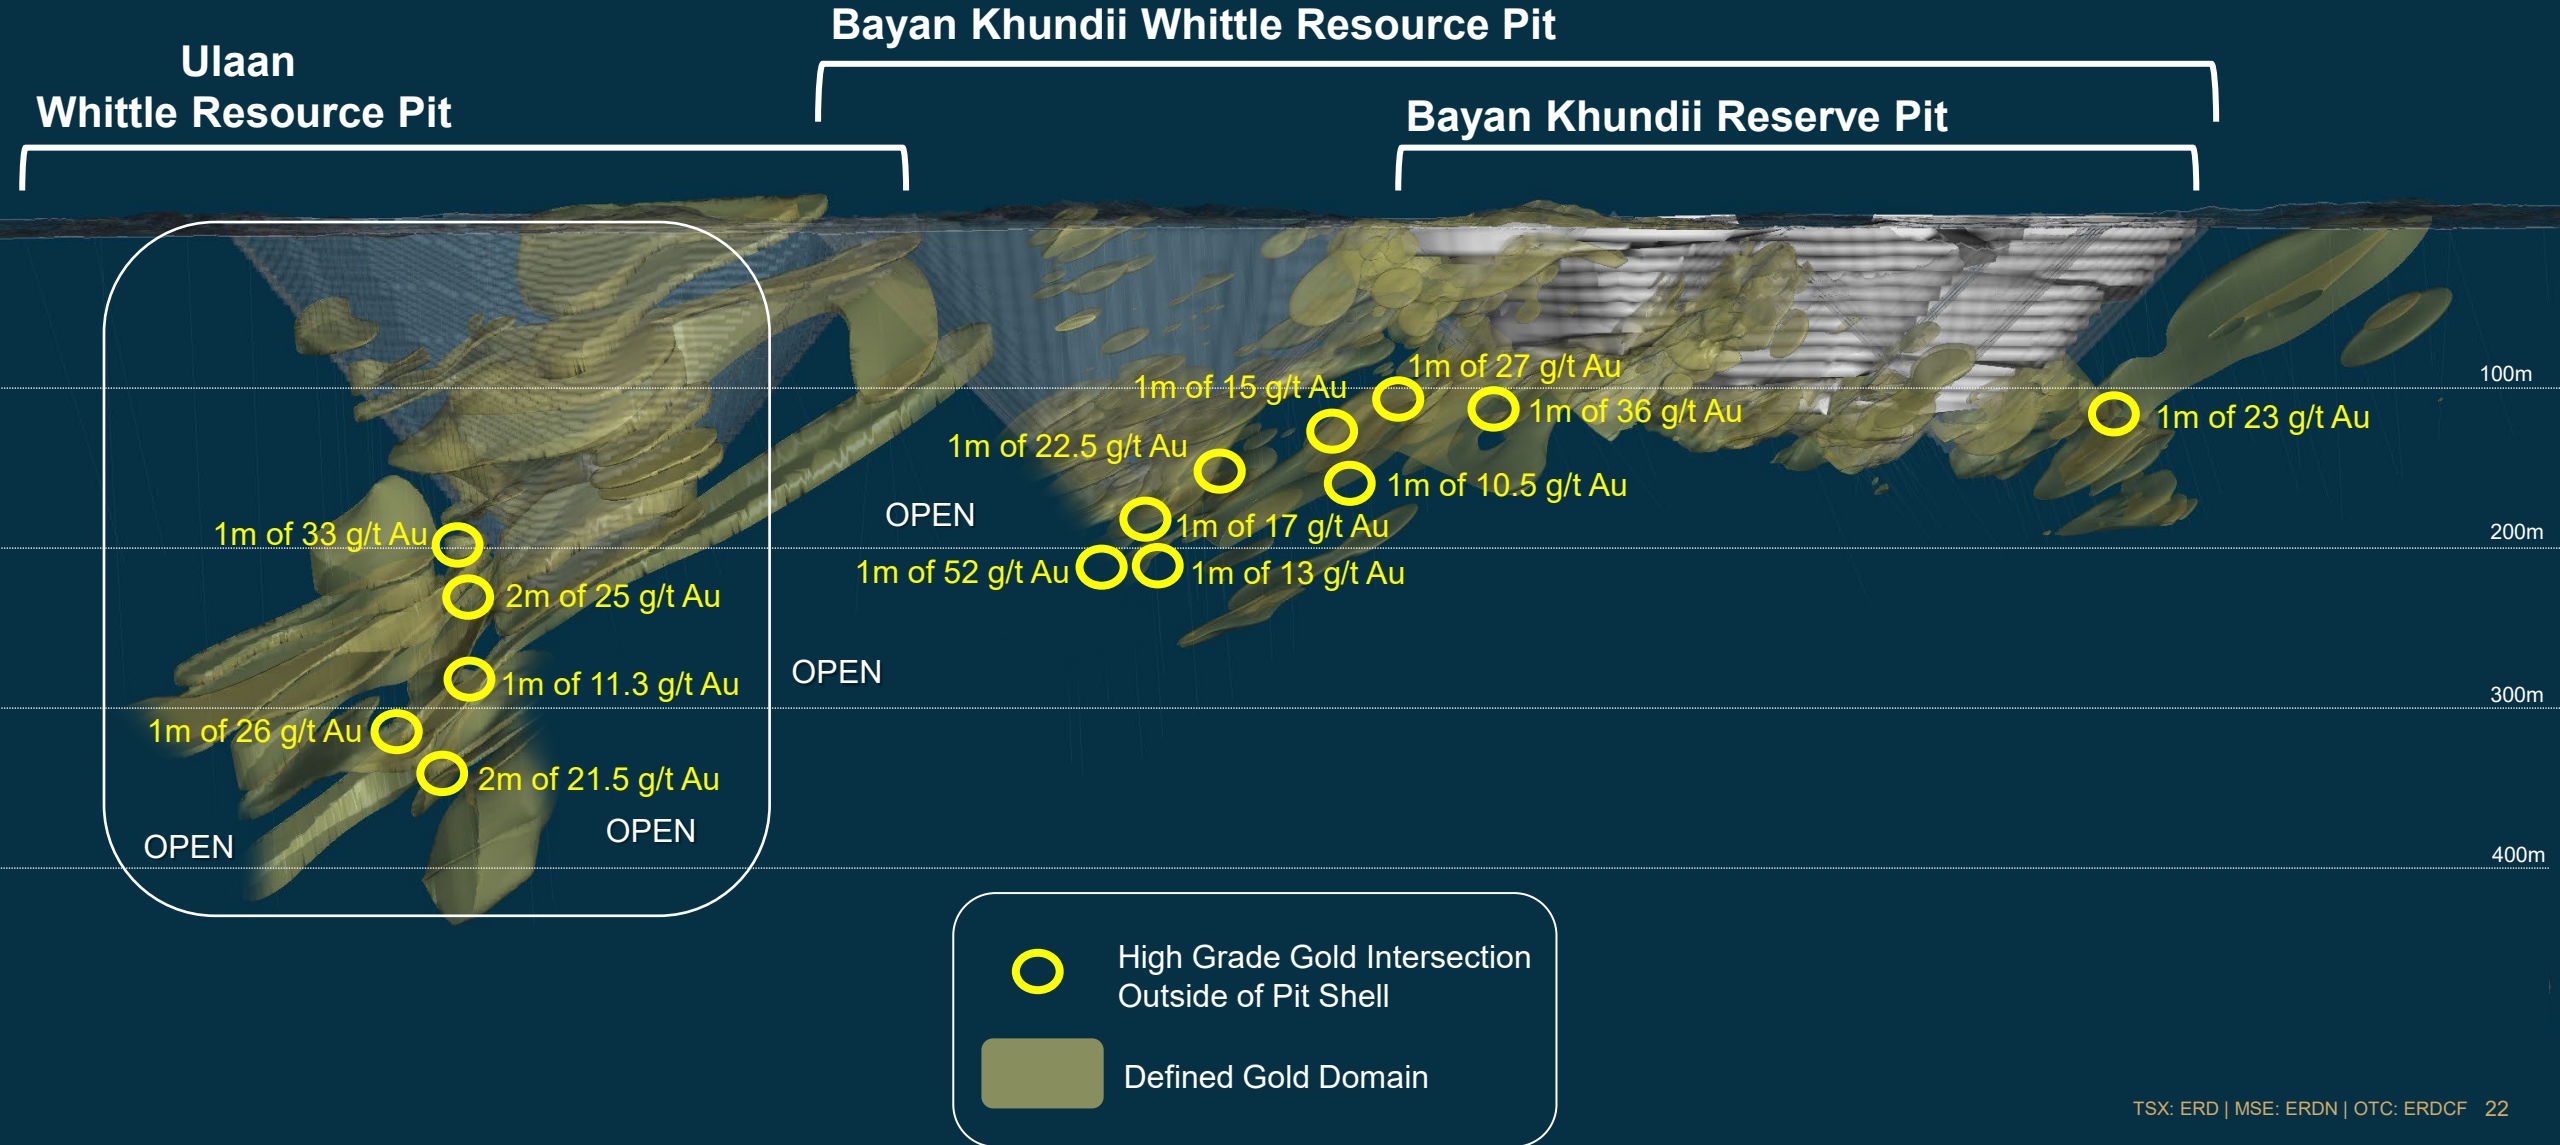 Bayan Khundii Whittle Resource Pit
Ulaan
Whittle Resource Pit
Bayan Khundii Reserve Pit
100m
1m of 27 g/t Au
1m of 15 g/t Au
1m of 36 g/t Au
1m of 23 g/t Au
1m of 22.5 g/t Au
1m of 10.5 g/t Au
OPEN
1m of 17 g/t Au
200m
1m of 33 g/t Au
1m of 52 g/t Au
1m of 13 g/t Au
2m of 25 g/t Au
OPEN
1m of 11.3 g/t Au
300m
1m of 26 g/t Au
2m of 21.5 g/t Au
OPEN
OPEN
400m
High Grade Gold Intersection
Outside of Pit Shell
Defined Gold Domain
TSX: ERD | MSE: ERDN | OTC: ERDCF 22